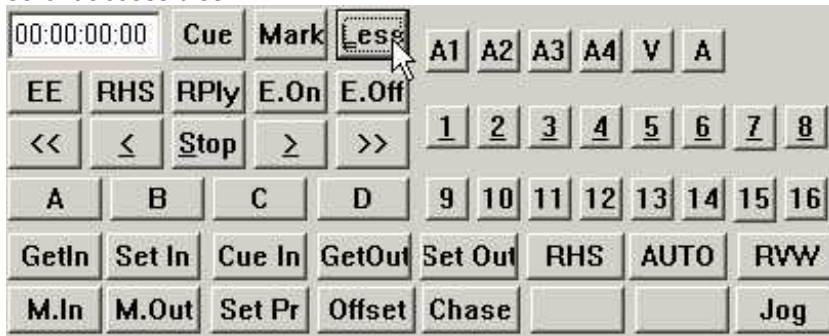 00:00:00:00 Cue Mark Less A1 A2 A3 A4 V A
EE RHS RPly E.On E.Off
<< < Stop > >> 1 2 3 4 5 6 7 8
A B C D 9 10 11 12 13 14 15 16
GetIn Set In Cue In GetOut Set Out RHS AUTO RVW
M.In M.Out Set Pr Offset Chase Jog